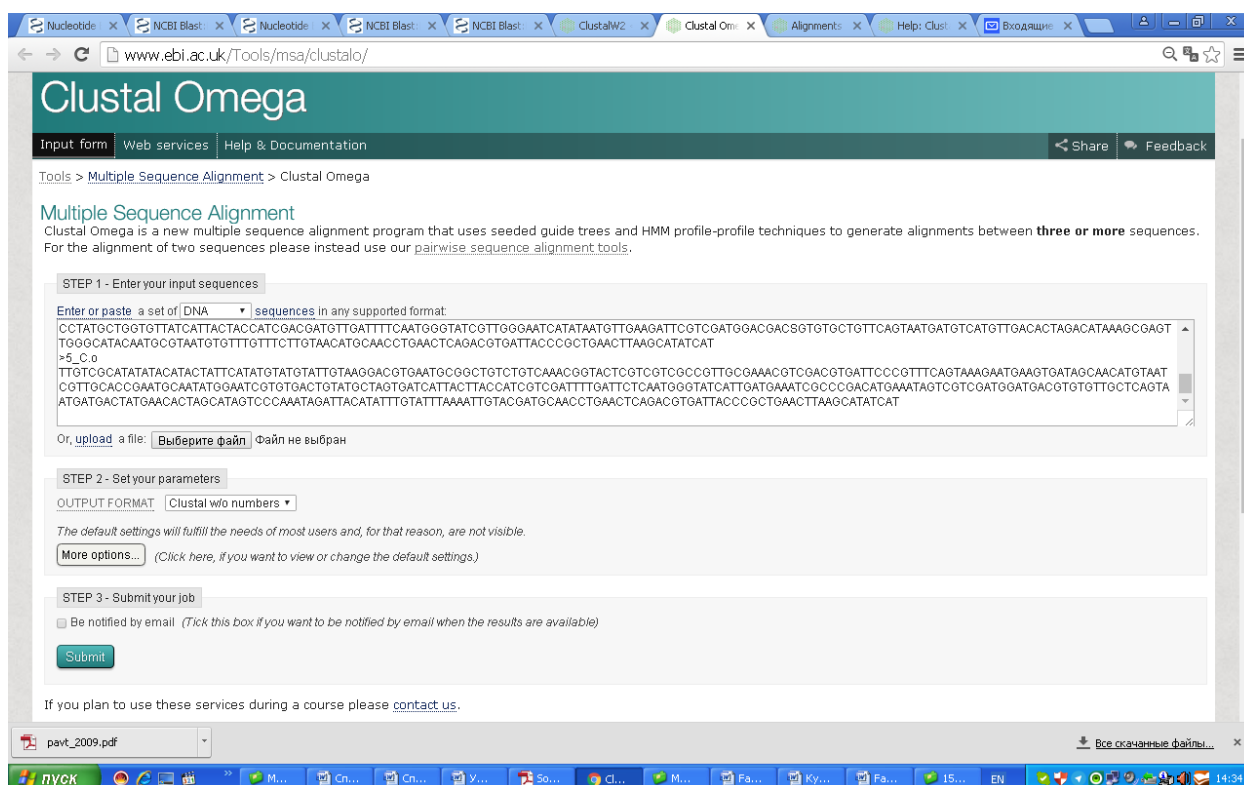 Nucleotide NCBI Blast: Nucleotide NCBI Blast: NCBI Blast: ClustalW2 Clustal Om Alignments Help: Clust Входящие
www.ebi.ac.uk/Tools/msa/clustalo/
Clustal Omega
Input form Web services Help & Documentation Share Feedback
Tools > Multiple Sequence Alignment > Clustal Omega
Multiple Sequence Alignment
Clustal Omega is a new multiple sequence alignment program that uses seeded guide trees and HMM profile-profile techniques to generate alignments between three or more sequences.
For the alignment of two sequences please instead use our pairwise sequence alignment tools.
STEP 1 - Enter your input sequences
Enter or paste a set of DNA sequences in any supported format:
CCTATGCTGGTGTTATCATTACTACCATCGACGATGTTGATTTTCAATGGGTATCGTTGGGAATCATATAATGTTGAAGATTCGTCGATGGACGACSGTGTGCTGTTCAGTAATGATGTCATGTTGACACTAGACATAAAGCGAGT
TGGGCATACAATGCGTAATGTGTTTGTTTCTTGTAACATGCAACCTGAACTCAGACGTGATTACCCGCTGAACTTAAGCATATCAT
>5_C.o
TTGTCGCATATATACATACTATTCATATGTATGTATTGTAAGGACGTGAATGCGGCTGTCTGTCAAACGGTACTCGTCGTCGCCGTTGCGAAACGTCGACGTGATTCCCGTTTCAGTAAAGAATGAAGTGATAGCAACATGTAAT
CGTTGCACCGAATGCAATATGGAATCGTGTGACTGTATGCTAGTGATCATTACTTACCATCGTCGATTTTGATTCTCAATGGGTATCATTGATGAAATCGCCCGACATGAAATAGTCGTCGATGGATGACGTGTGTTGCTCAGTA
ATGATGACTATGAACACTAGCATAGTCCCAAATAGATTACATATTTGTATTTAAAATTGTACGATGCAACCTGAACTCAGACGTGATTACCCGCTGAACTTAAGCATATCAT
Or, upload a file: Выберите файл Файл не выбран
STEP 2 - Set your parameters
OUTPUT FORMAT Clustal w/o numbers
The default settings will fulfill the needs of most users and, for that reason, are not visible.
More options... (Click here, if you want to view or change the default settings.)
STEP 3 - Submit your job
Be notified by email (Tick this box if you want to be notified by email when the results are available)
Submit
If you plan to use these services during a course please contact us.
pavt_2009.pdf Все скачанные файлы...
пуск М... Сп... Сп... У... So... Cl... М... Fa... Ку... Fa... 15... EN 14:34